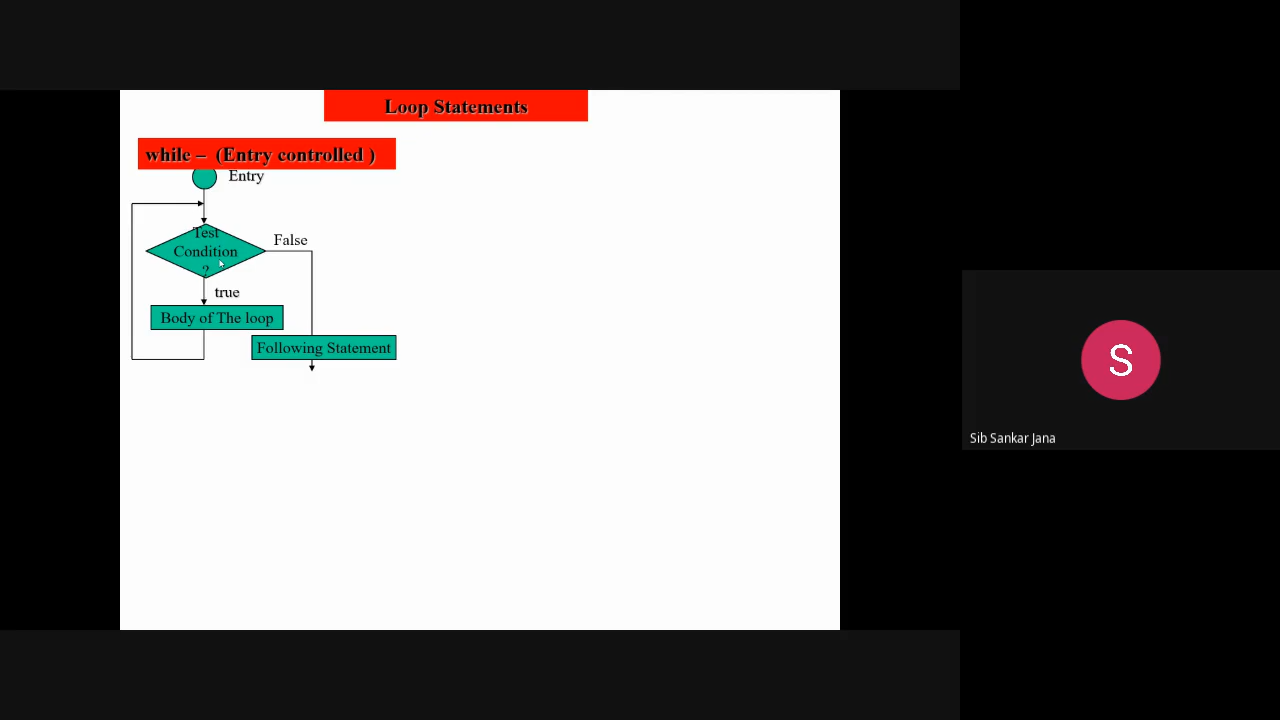 Loop Statements
while – (Entry controlled )
Entry
Test
Condition
?
False
true
Body of The loop
Following Statement
S
Sib Sankar Jana